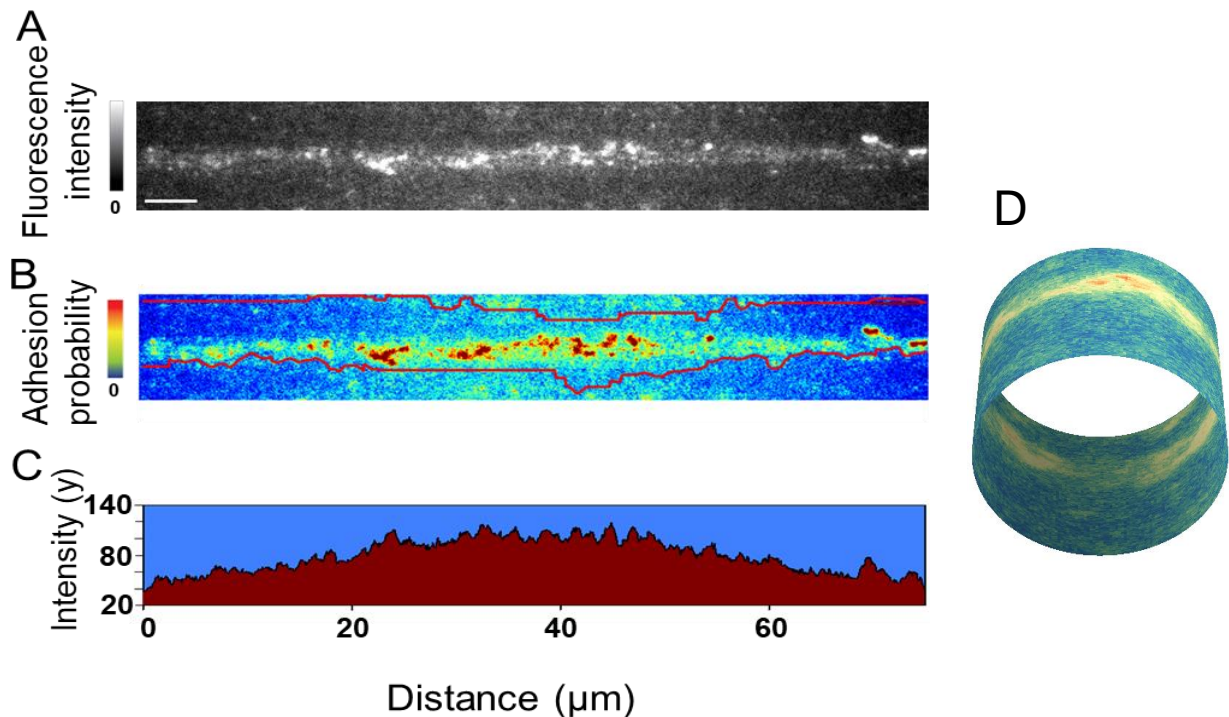 A
Fluorescence
intensity
0
B
Adhesion
probability
0
C
Intensity (y)
140
80
20
0 20 40 60
Distance (µm)
D